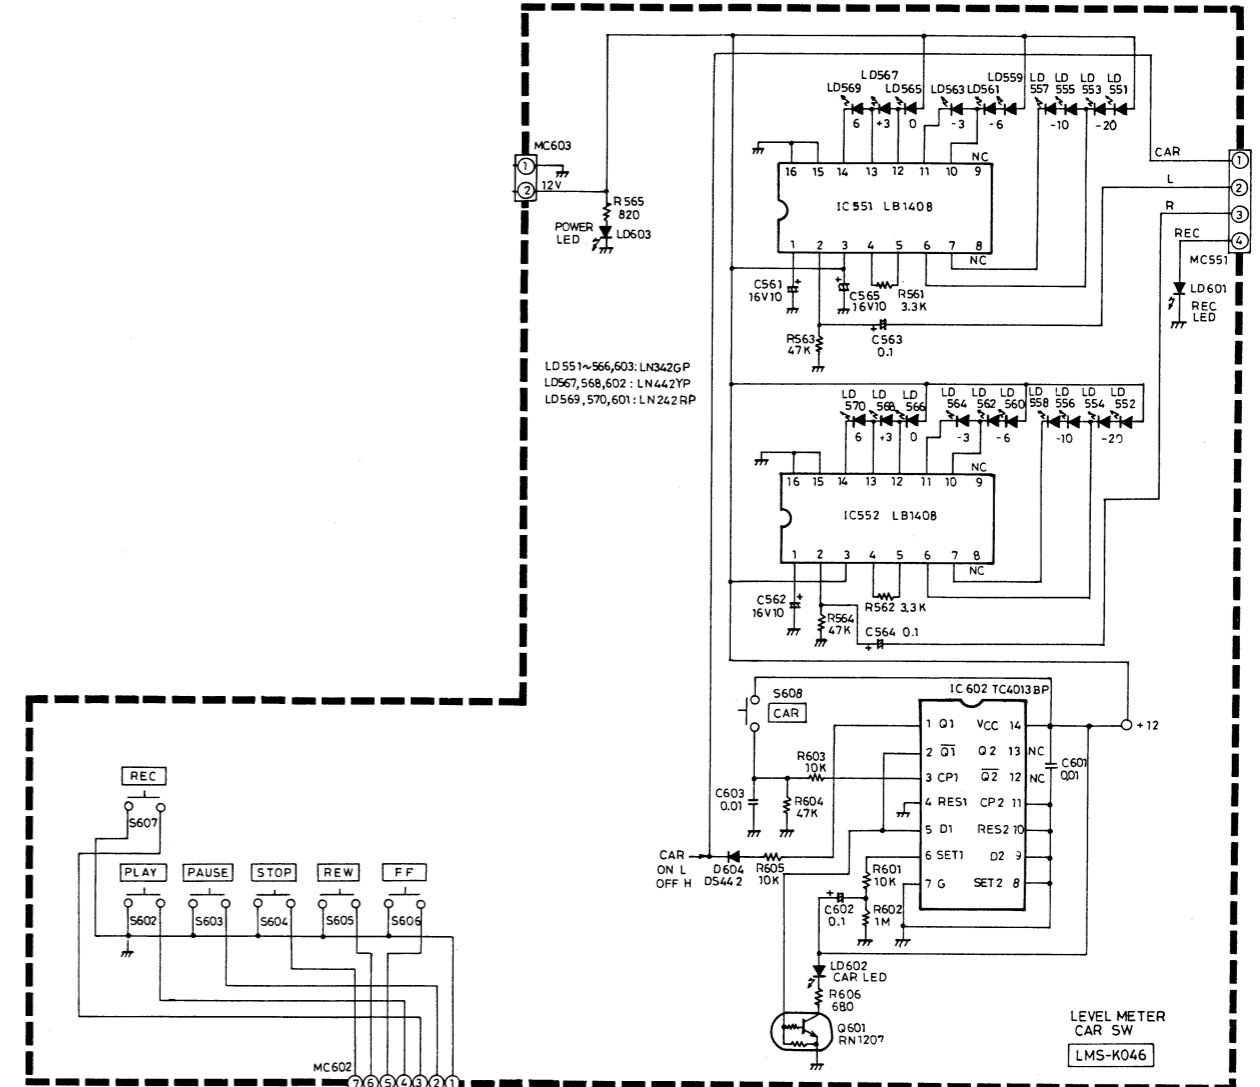 LD567
LD569 LD565 LD563 LD561 LD559 LD LD LD LD
557 555 553 551
6 +3 0 -3 -6 -10 -20
MC603
1
2 12V
NC
16 15 14 13 12 11 10 9
IC551 LB1408
1 2 3 4 5 6 7 8
NC
CAR 1
L 2
R 3
REC 4
MC551
R565
820
POWER
LED
LD603
C561
16V10
C565
16V10
R561
3.3K
LD601
REC
LED
R563
47K
C563
0.1
LD551~566,603:LN342GP
LD567,568,602:LN442YP
LD569,570,601:LN242RP
LD LD LD LD LD LD LD LD LD LD
570 568 566 564 562 560 558 556 554 552
6 +3 0 -3 -6 -10 -20
NC
16 15 14 13 12 11 10 9
IC552 LB1408
1 2 3 4 5 6 7 8
NC
C562
16V10
R562 3,3K
R564
47K
C564 0.1
IC602 TC4013BP
S608
CAR
1 Q1 VCC 14
+12
2 Q1 Q2 13 NC
3 CP1 Q2 12 NC
4 RES1 CP2 11
5 D1 RES2 10
6 SET1 D2 9
7 G SET2 8
C601
0,01
R603
10K
C603
0.01
R604
47K
CAR
ON L
OFF H
D604
DS442
R605
10K
R601
10K
C602
0.1
R602
1M
LD602
CAR LED
R606
680
Q601
RN1207
REC
S607
PLAY PAUSE STOP REW FF
S602 S603 S604 S605 S606
MC602
7 6 5 4 3 2 1
LEVEL METER
CAR SW
LMS-K046